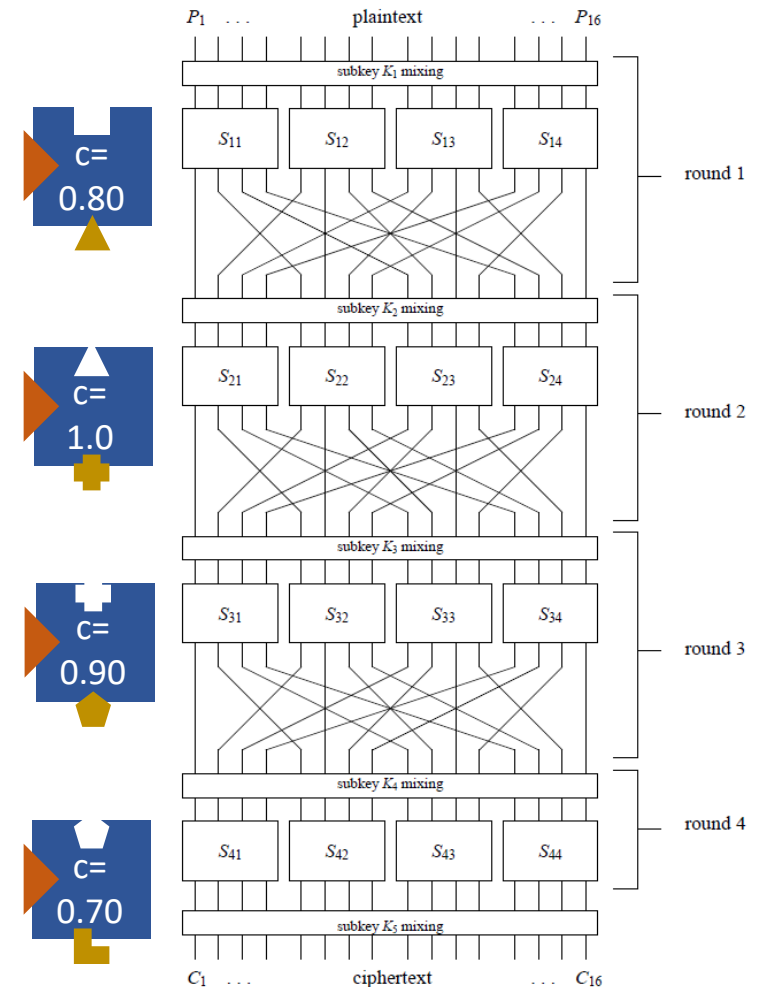 P1 . . . plaintext . . . P16
subkey K1 mixing
c=
0.80
S11 S12 S13 S14
round 1
subkey K2 mixing
c=
1.0
S21 S22 S23 S24
round 2
subkey K3 mixing
c=
0.90
S31 S32 S33 S34
round 3
subkey K4 mixing
c=
0.70
S41 S42 S43 S44
round 4
subkey K5 mixing
C1 . . . ciphertext . . . C16